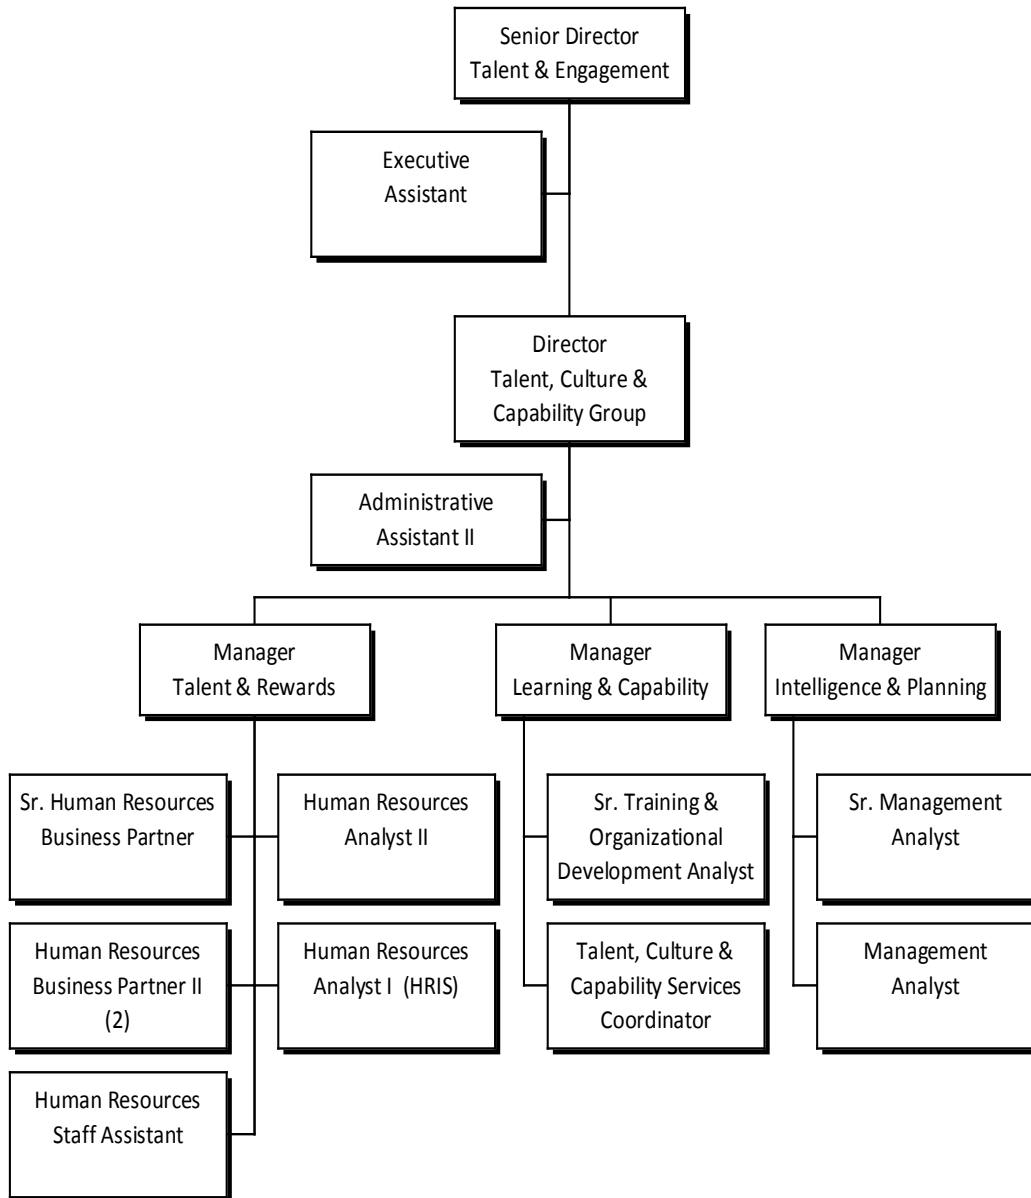 Senior Director
Talent & Engagement
Executive
Assistant
Director
Talent, Culture &
Capability Group
Administrative
Assistant II
Manager
Talent & Rewards
Manager
Learning & Capability
Manager
Intelligence & Planning
Sr. Human Resources
Business Partner
Human Resources
Analyst II
Sr. Training &
Organizational
Development Analyst
Sr. Management
Analyst
Human Resources
Business Partner II
(2)
Human Resources
Analyst I (HRIS)
Talent, Culture &
Capability Services
Coordinator
Management
Analyst
Human Resources
Staff Assistant